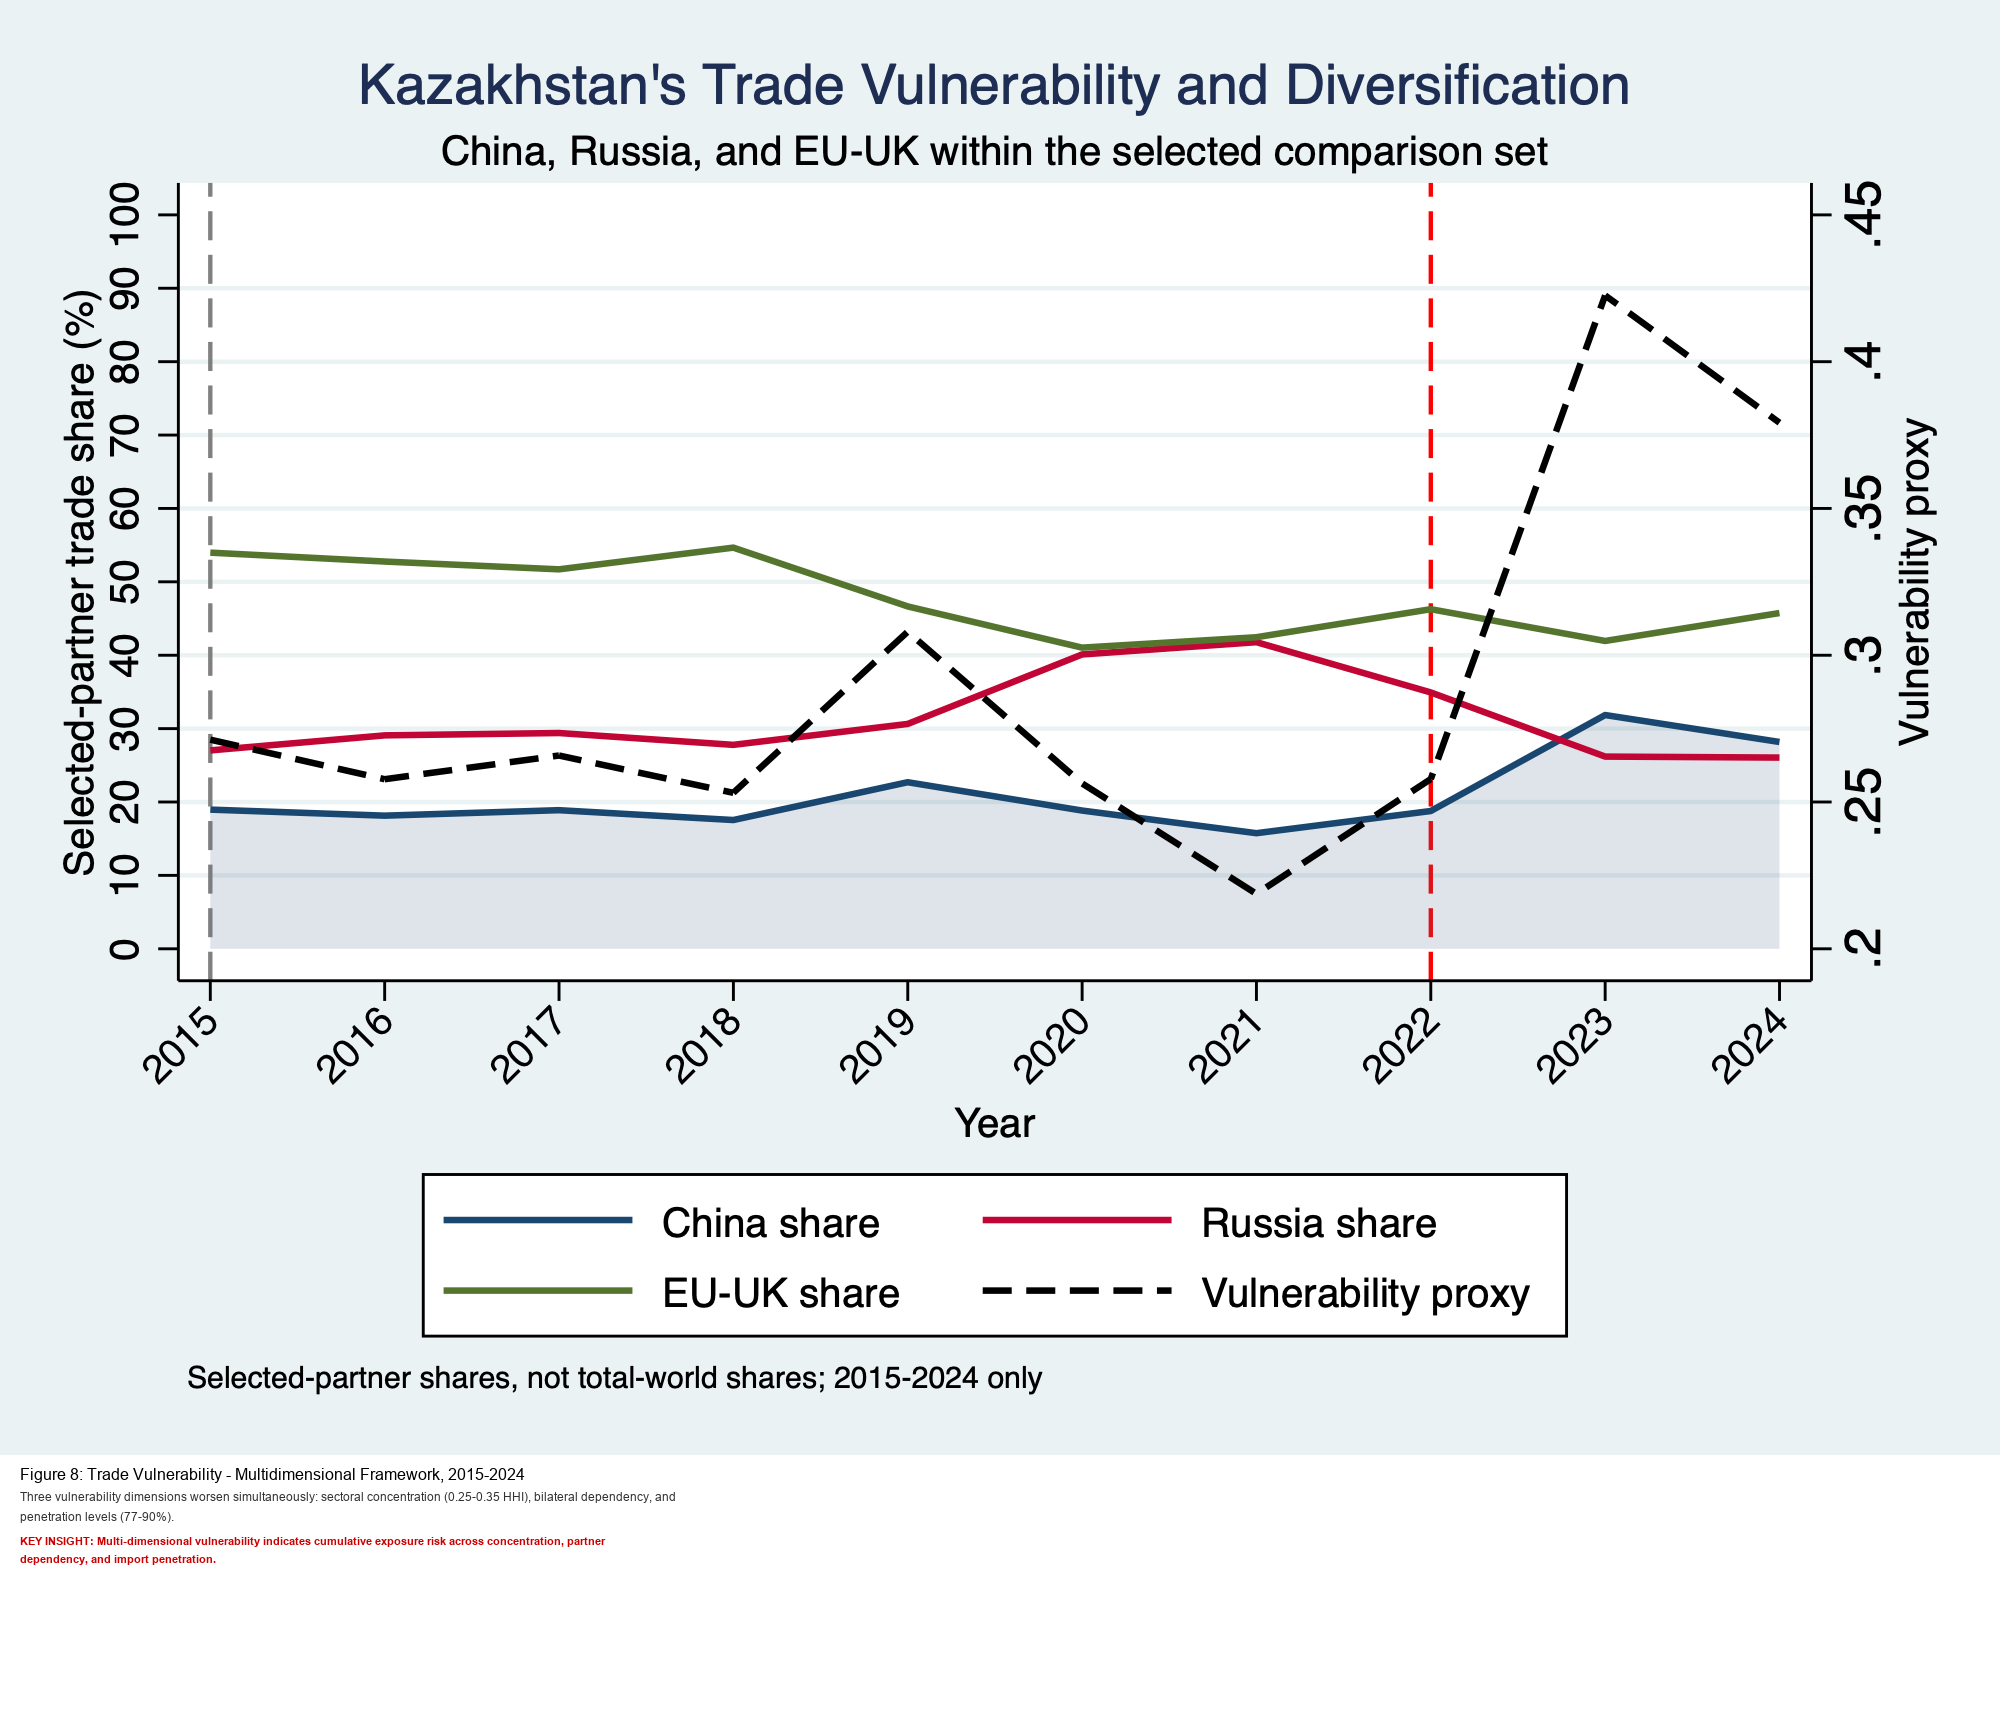 Kazakhstan's Trade Vulnerability and Diversification
China, Russia, and EU-UK within the selected comparison set
Selected-partner trade share (%)
100
90
80
70
60
50
40
30
20
10
0
.45
.4
.35
.3
.25
.2
Vulnerability proxy
2015
2016
2017
2018
2019
2020
2021
2022
2023
2024
Year
China share
Russia share
EU-UK share
Vulnerability proxy
Selected-partner shares, not total-world shares; 2015-2024 only
Figure 8: Trade Vulnerability - Multidimensional Framework, 2015-2024
Three vulnerability dimensions worsen simultaneously: sectoral concentration (0.25-0.35 HHI), bilateral dependency, and
penetration levels (77-90%).
KEY INSIGHT: Multi-dimensional vulnerability indicates cumulative exposure risk across concentration, partner
dependency, and import penetration.